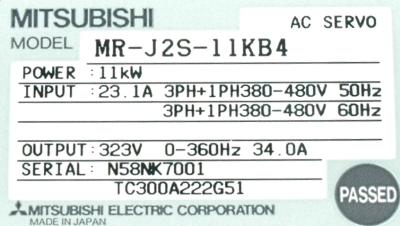 MITSUBISHI AC SERVO
MODEL MR-J2S-11KB4
POWER : 11kW
INPUT : 23.1A 3PH+1PH380-480V 50Hz
3PH+1PH380-480V 60Hz
OUTPUT : 323V 0-360Hz 34.0A
SERIAL : N58NK7001
TC300A222G51
PASSED
MITSUBISHI ELECTRIC CORPORATION
MADE IN JAPAN